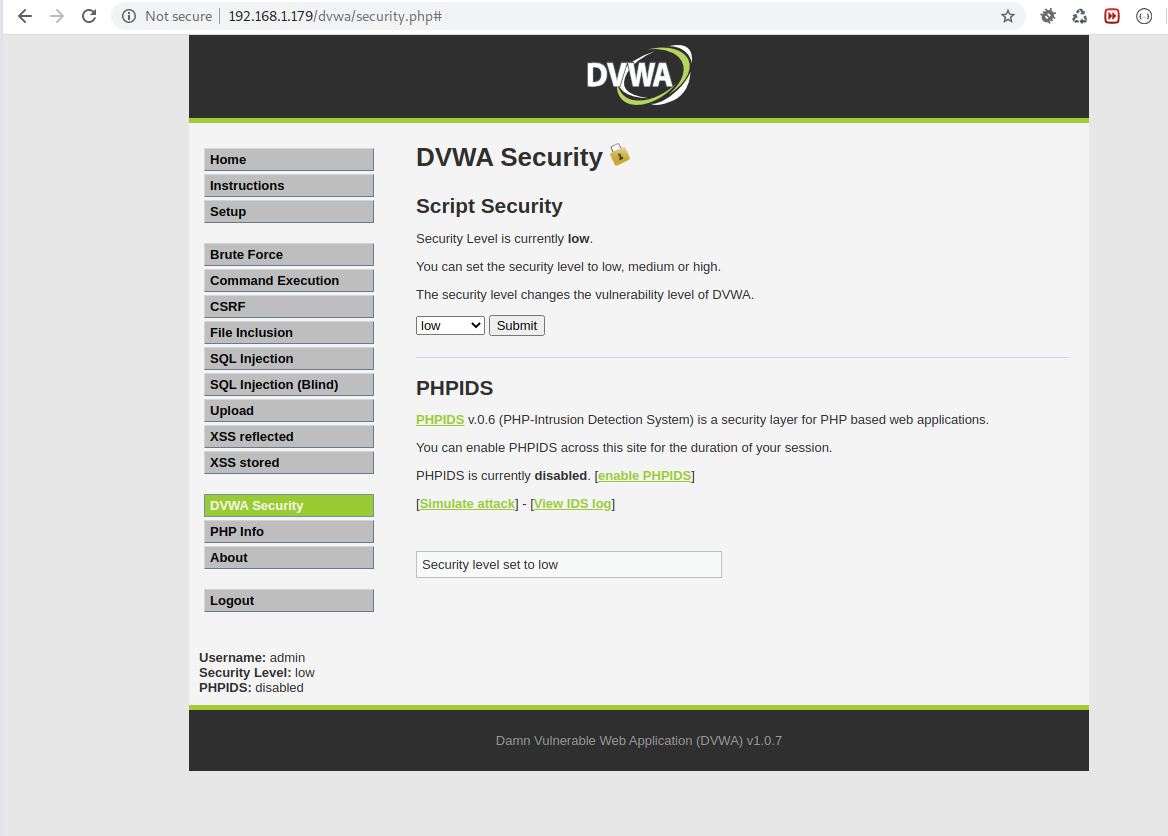 Not secure 192.168.1.179/dvwa/security.php#
DVWA
Home
Instructions
Setup
Brute Force
Command Execution
CSRF
File Inclusion
SQL Injection
SQL Injection (Blind)
Upload
XSS reflected
XSS stored
DVWA Security
PHP Info
About
Logout
Username: admin
Security Level: low
PHPIDS: disabled
DVWA Security
Script Security
Security Level is currently low.
You can set the security level to low, medium or high.
The security level changes the vulnerability level of DVWA.
low Submit
PHPIDS
PHPIDS v.0.6 (PHP-Intrusion Detection System) is a security layer for PHP based web applications.
You can enable PHPIDS across this site for the duration of your session.
PHPIDS is currently disabled. [enable PHPIDS]
[Simulate attack] - [View IDS log]
Security level set to low
Damn Vulnerable Web Application (DVWA) v1.0.7